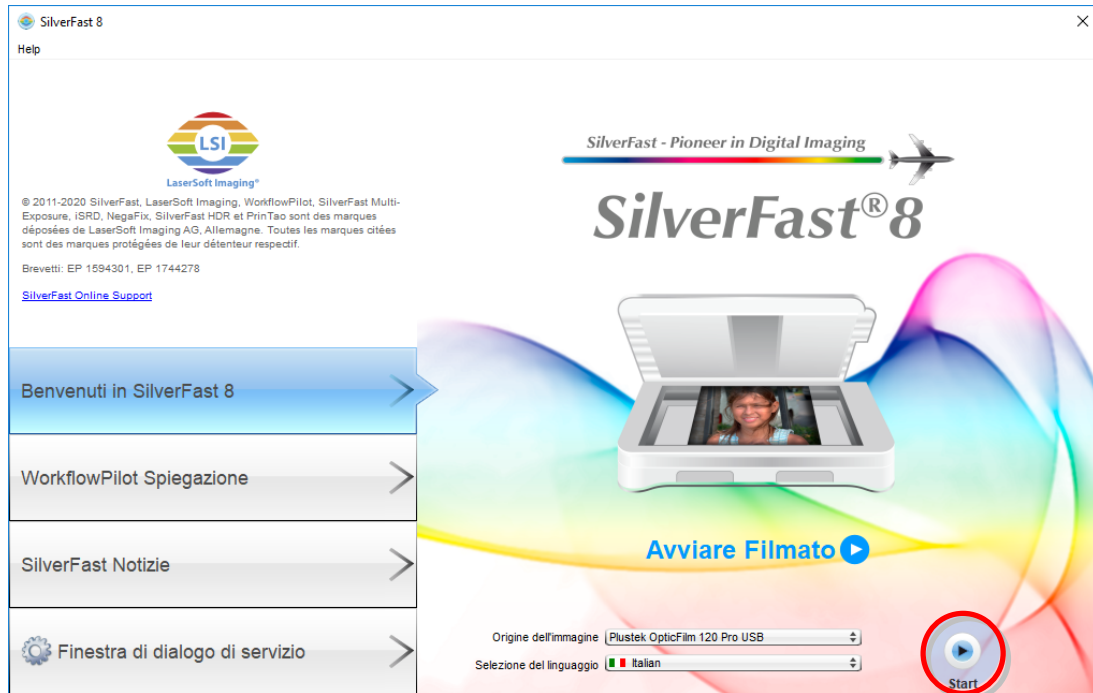 SilverFast 8
Help
LSI
LaserSoft Imaging®
© 2011-2020 SilverFast, LaserSoft Imaging, WorkflowPilot, SilverFast Multi-
Exposure, iSRD, NegaFix, SilverFast HDR et PrinTao sont des marques
déposées de LaserSoft Imaging AG, Allemagne. Toutes les marques citées
sont des marques protégées de leur détenteur respectif.
Brevetti: EP 1594301, EP 1744278
SilverFast Online Support
Benvenuti in SilverFast 8
WorkflowPilot Spiegazione
SilverFast Notizie
Finestra di dialogo di servizio
SilverFast - Pioneer in Digital Imaging
SilverFast®8
Avviare Filmato
Origine dell'immagine Plustek OpticFilm 120 Pro USB
Selezione del linguaggio Italian
Start